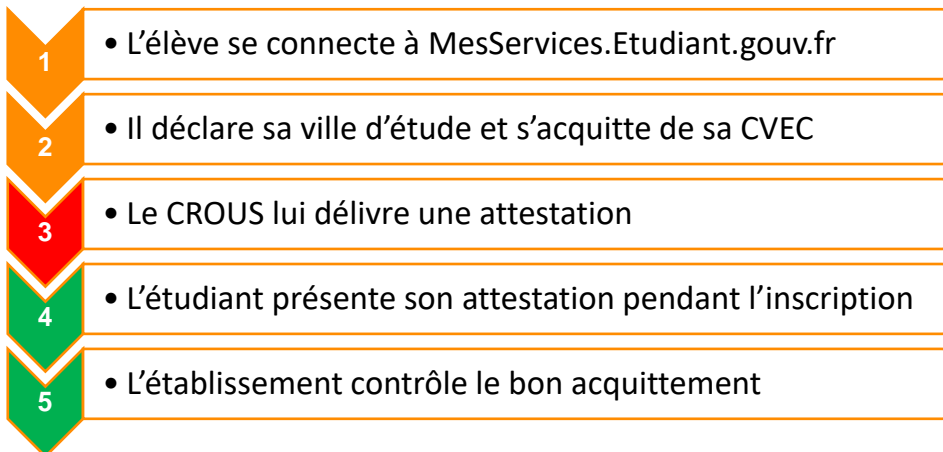 1
• L’élève se connecte à MesServices.Etudiant.gouv.fr
2
• Il déclare sa ville d’étude et s’acquitte de sa CVEC
3
• Le CROUS lui délivre une attestation
4
• L’étudiant présente son attestation pendant l’inscription
5
• L’établissement contrôle le bon acquittement